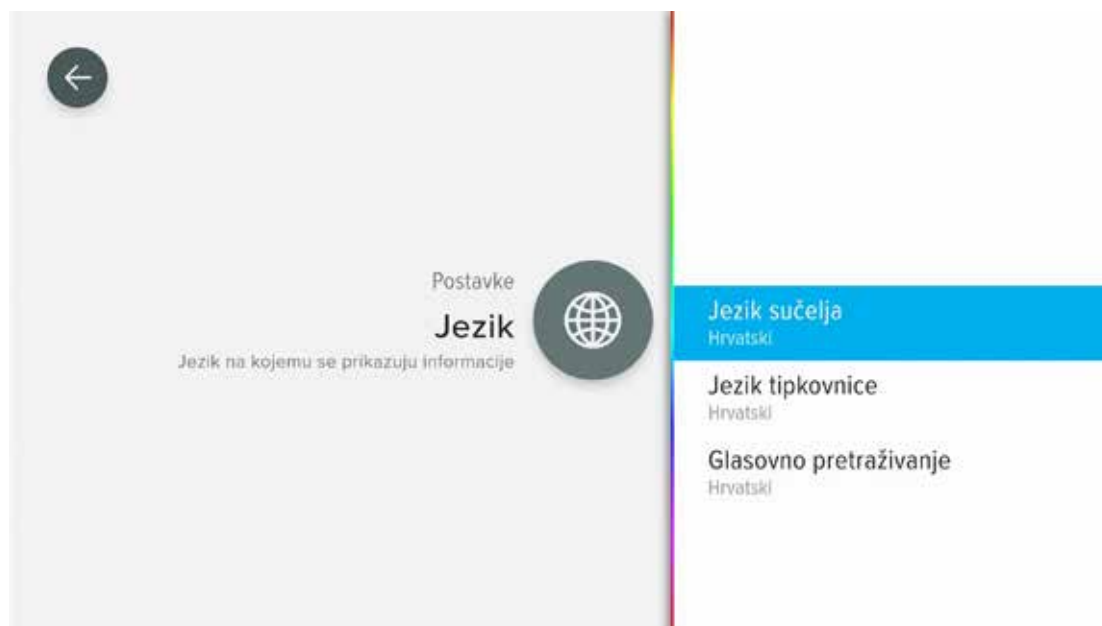 Postavke
Jezik
Jezik na kojemu se prikazuju informacije
Jezik sučelja
Hrvatski
Jezik tipkovnice
Hrvatski
Glasovno pretraživanje
Hrvatski